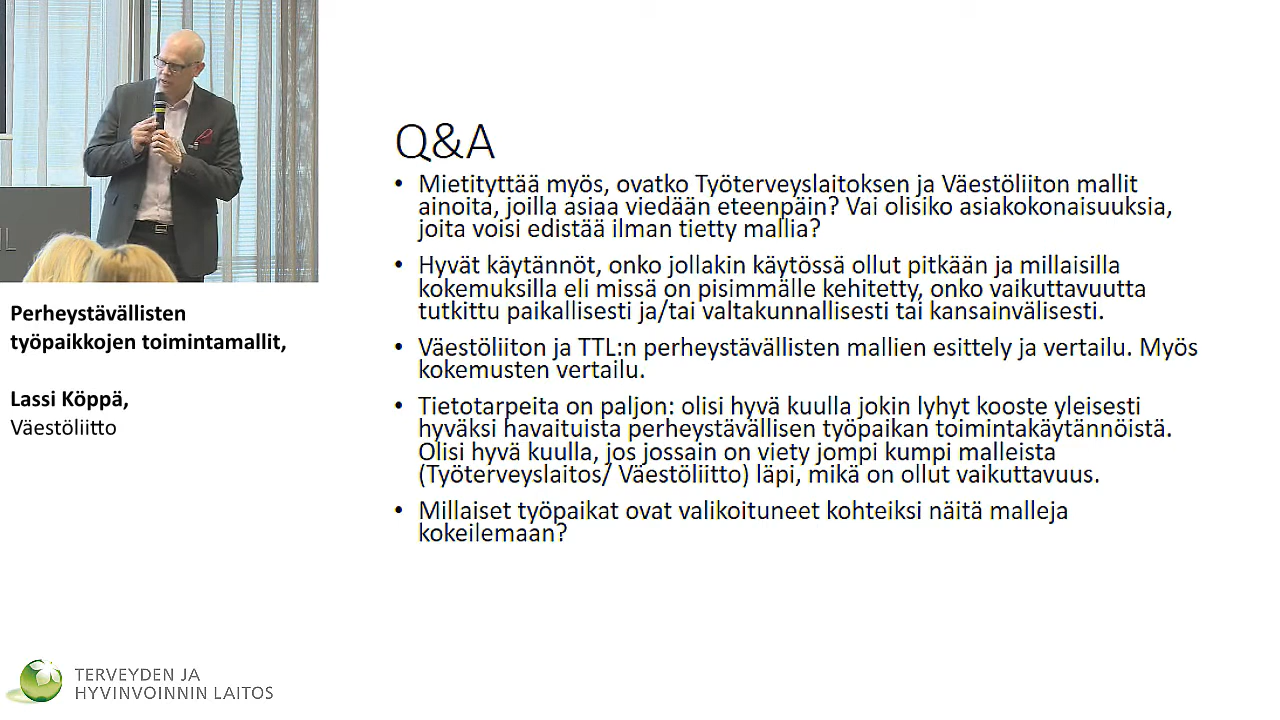 Perheystävällisten
työpaikkojen toimintamallit,
Lassi Köppä,
Väestöliitto
TERVEYDEN JA
HYVINVOINNIN LAITOS
Q&A
• Mietityttää myös, ovatko Työterveyslaitoksen ja Väestöliiton mallit
ainoita, joilla asiaa viedään eteenpäin? Vai olisiko asiakokonaisuuksia,
joita voisi edistää ilman tietty mallia?
• Hyvät käytännöt, onko jollakin käytössä ollut pitkään ja millaisilla
kokemuksilla eli missä on pisimmälle kehitetty, onko vaikuttavuutta
tutkittu paikallisesti ja/tai valtakunnallisesti tai kansainvälisesti.
• Väestöliiton ja TTL:n perheystävällisten mallien esittely ja vertailu. Myös
kokemusten vertailu.
• Tietotarpeita on paljon: olisi hyvä kuulla jokin lyhyt kooste yleisesti
hyväksi havaituista perheystävällisen työpaikan toimintakäytännöistä.
Olisi hyvä kuulla, jos jossain on viety jompi kumpi malleista
(Työterveyslaitos/ Väestöliitto) läpi, mikä on ollut vaikuttavuus.
• Millaiset työpaikat ovat valikoituneet kohteiksi näitä malleja
kokeilemaan?